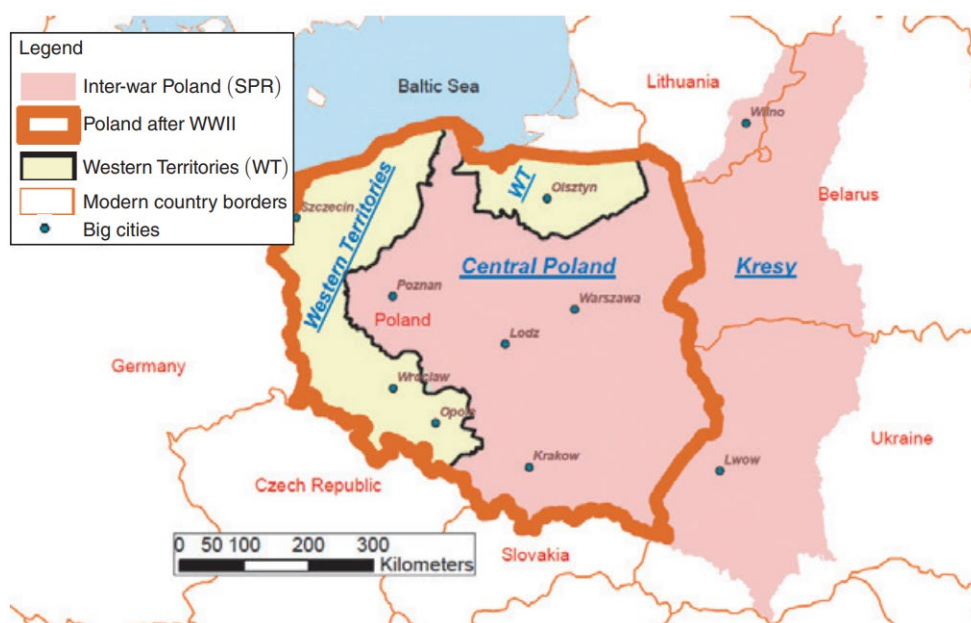 Legend
Inter-war Poland (SPR)
Poland after WWII
Western Territories (WT)
Modern country borders
Big cities
Baltic Sea
Lithuania
Wilno
Belarus
WT
Olsztyn
Szczecin
Western Territories
Central Poland
Kresy
Poznan
Warszawa
Poland
Lodz
Germany
Wroclaw
Opole
Ukraine
Krakow
Lwow
Czech Republic
Slovakia
0 50 100 200 300
Kilometers